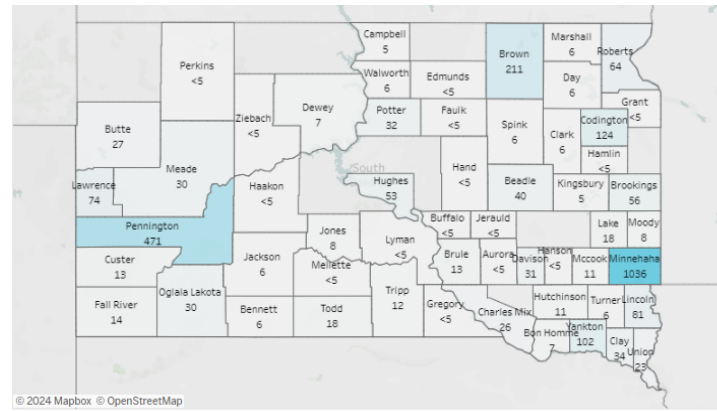 Campbell
5
Marshall
6
Brown
211
Roberts
64
Perkins
<5
Walworth
6
Edmunds
<5
Day
6
Dewey
7
Ziebach
<5
Potter
32
Faulk
<5
Grant
<5
Butte
27
Spink
6
Clark
6
Codington
124
Hamlin
<5
Meade
30
South
Hand
<5
Lawrence
74
Haakon
<5
Hughes
53
Beadle
40
Kingsbury
5
Brookings
56
Pennington
471
Jones
8
Lyman
<5
Buffalo
<5
Jerauld
<5
Lake
18
Moody
8
Custer
13
Jackson
6
Mellette
<5
Brule
13
Aurora
<5
Davison
31
Hanson
<5
Mccook
11
Minnehaha
1036
Fall River
14
Oglala Lakota
30
Bennett
6
Todd
18
Tripp
12
Gregory
<5
Charles Mix
26
Hutchinson
11
Turner
6
Lincoln
81
Bon Homme
7
Yankton
102
Clay
34
Union
23
© 2024 Mapbox © OpenStreetMap